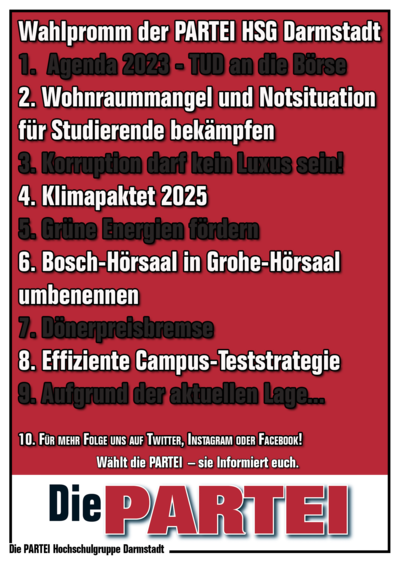 Wahlpromm der PARTEI HSG Darmstadt
1. Agenda 2023 - TUD an die Börse
2. Wohnraummangel und Notsituation
für Studierende bekämpfen
3. Korruption darf kein Luxus sein!
4. Klimapaktet 2025
5. Grüne Energien fördern
6. Bosch-Hörsaal in Grohe-Hörsaal
umbenennen
7. Dönerpreisbremse
8. Effiziente Campus-Teststrategie
9. Aufgrund der aktuellen Lage...
10. Für mehr Folge uns auf Twitter, Instagram oder Facebook!
Wählt die PARTEI – sie Informiert euch.
Die PARTEI
Die PARTEI Hochschulgruppe Darmstadt